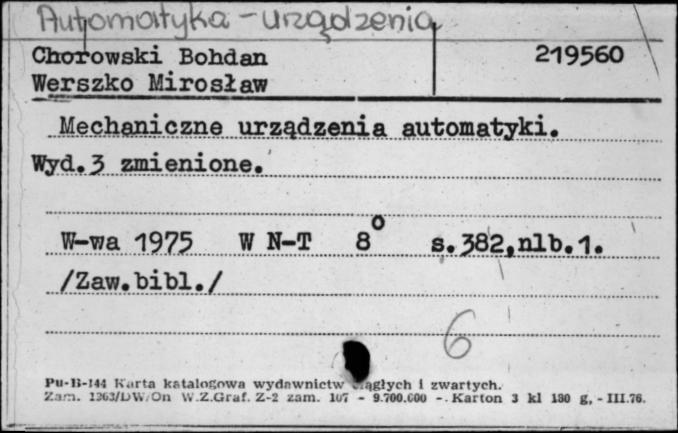 Automatyka - urządzenia
Chorowski Bohdan 219560
Werszko Mirosław
Mechaniczne urządzenia automatyki.
Wyd.3 zmienione.
W-wa 1975 W N-T 8° s.382,nlb.1.
/Zaw.bibl./
6
Pu-B-144 Karta katalogowa wydawnictw ciągłych i zwartych.
Zam. 1263/DW/On W.Z.Graf. Z-2 zam. 107 - 9.700.000 - Karton 3 kl 180 g, - III.76.